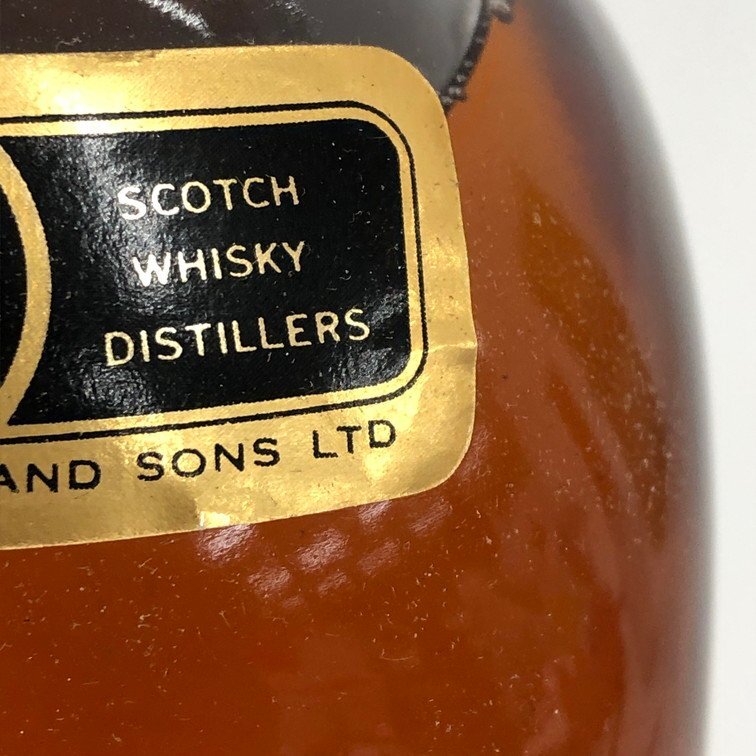 SCOTCH
WHISKY
DISTILLERS
AND SONS LTD